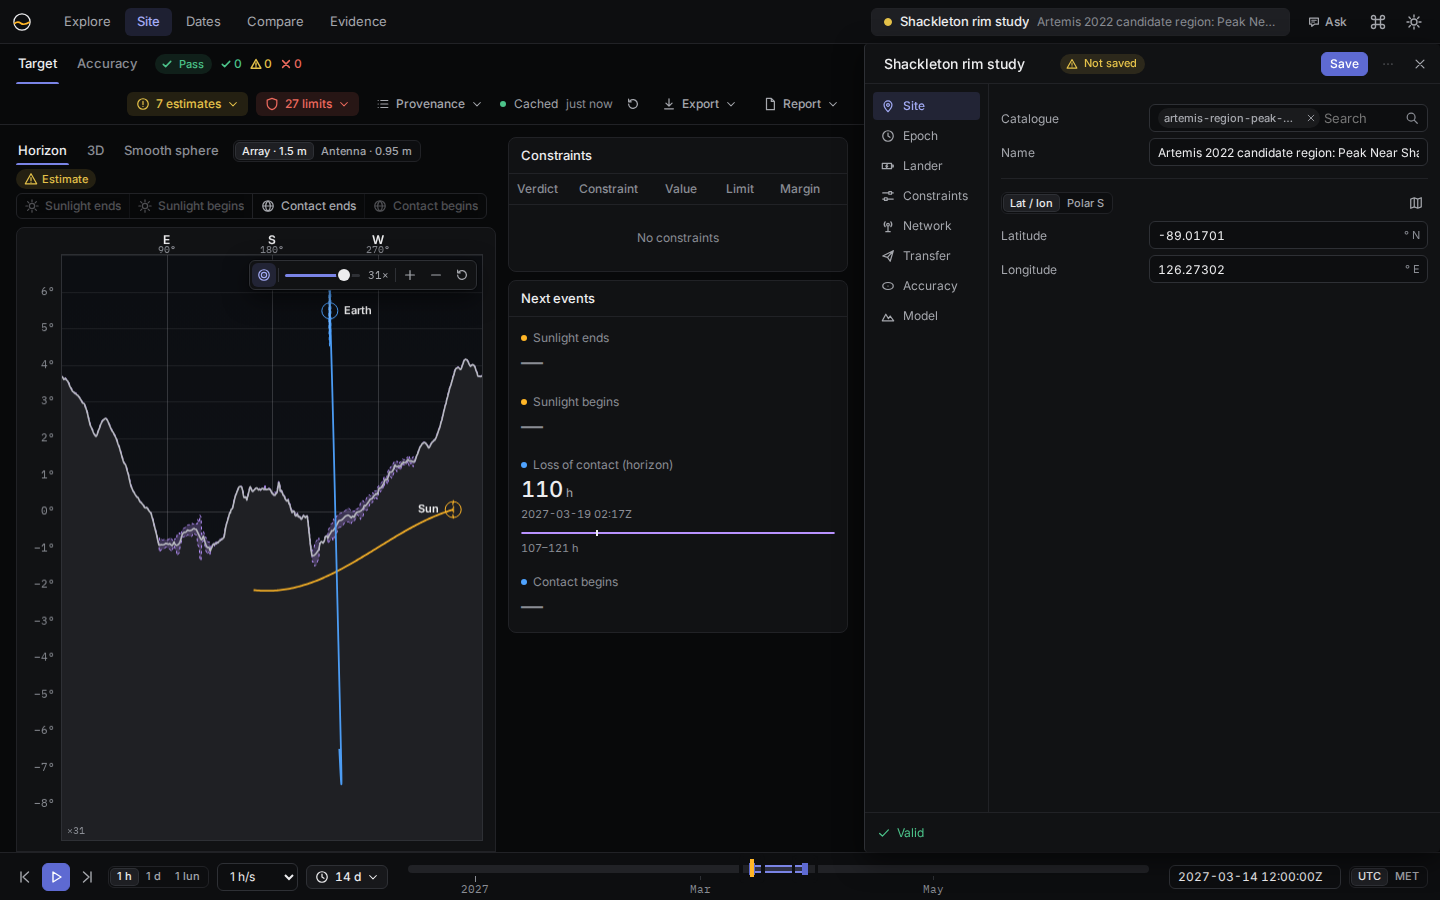 Explore Site Dates Compare Evidence
Shackleton rim study Artemis 2022 candidate region: Peak Ne... Ask
Target Accuracy Pass 0 0 0
7 estimates 27 limits Provenance Cached just now Export Report
Horizon 3D Smooth sphere Array · 1.5 m Antenna · 0.95 m
Estimate
Sunlight ends Sunlight begins Contact ends Contact begins
E S W
90° 180° 270°
31×
6°
5°
4°
3°
2°
1°
0°
−1°
−2°
−3°
−4°
−5°
−6°
−7°
−8°
Earth
Sun
×31
Constraints
Verdict Constraint Value Limit Margin
No constraints
Next events
Sunlight ends
—
Sunlight begins
—
Loss of contact (horizon)
110 h
2027-03-19 02:17Z
107–121 h
Contact begins
—
Shackleton rim study Not saved Save ...
Site
Epoch
Lander
Constraints
Network
Transfer
Accuracy
Model
Catalogue artemis-region-peak-... × Search
Name Artemis 2022 candidate region: Peak Near Sha
Lat / lon Polar S
Latitude -89.01701 ° N
Longitude 126.27302 ° E
Valid
1 h 1 d 1 lun 1 h/s 14 d
2027 Mar May
2027-03-14 12:00:00Z UTC MET